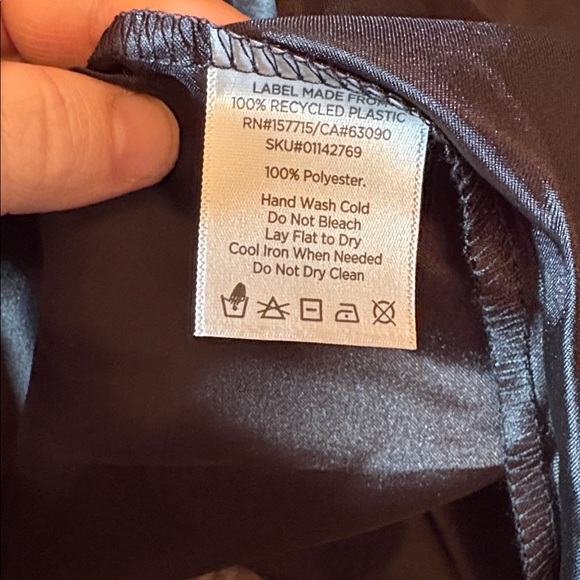 LABEL MADE FROM
100% RECYCLED PLASTIC
RN#157715/CA#63090
SKU#01142769
100% Polyester.
Hand Wash Cold
Do Not Bleach
Lay Flat to Dry
Cool Iron When Needed
Do Not Dry Clean